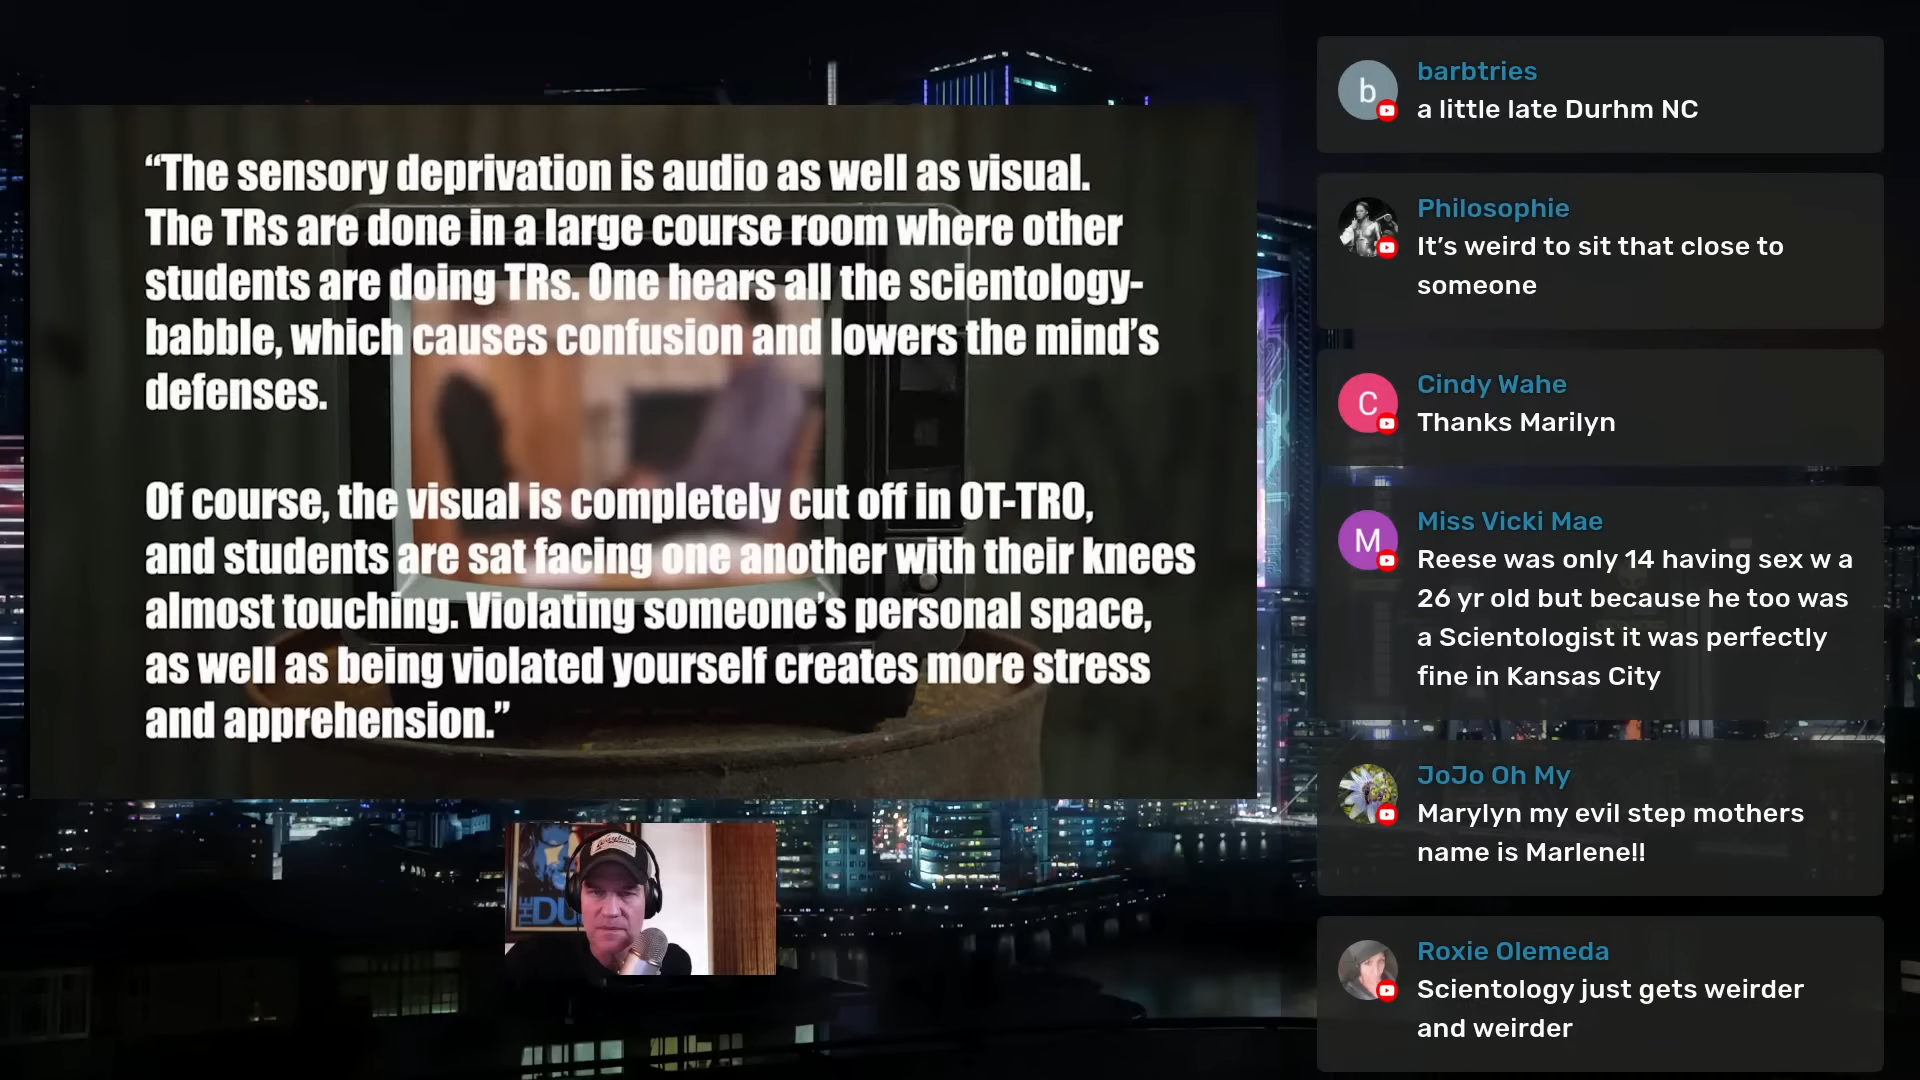 “The sensory deprivation is audio as well as visual.
The TRs are done in a large course room where other
students are doing TRs. One hears all the scientology-
babble, which causes confusion and lowers the mind’s
defenses.
Of course, the visual is completely cut off in OT-TRO,
and students are sat facing one another with their knees
almost touching. Violating someone’s personal space,
as well as being violated yourself creates more stress
and apprehension.”
THE
DU
b
barbtries
a little late Durhm NC
Philosophie
It’s weird to sit that close to
someone
C
Cindy Wahe
Thanks Marilyn
M
Miss Vicki Mae
Reese was only 14 having sex w a
26 yr old but because he too was
a Scientologist it was perfectly
fine in Kansas City
JoJo Oh My
Marylyn my evil step mothers
name is Marlene!!
Roxie Olemeda
Scientology just gets weirder
and weirder